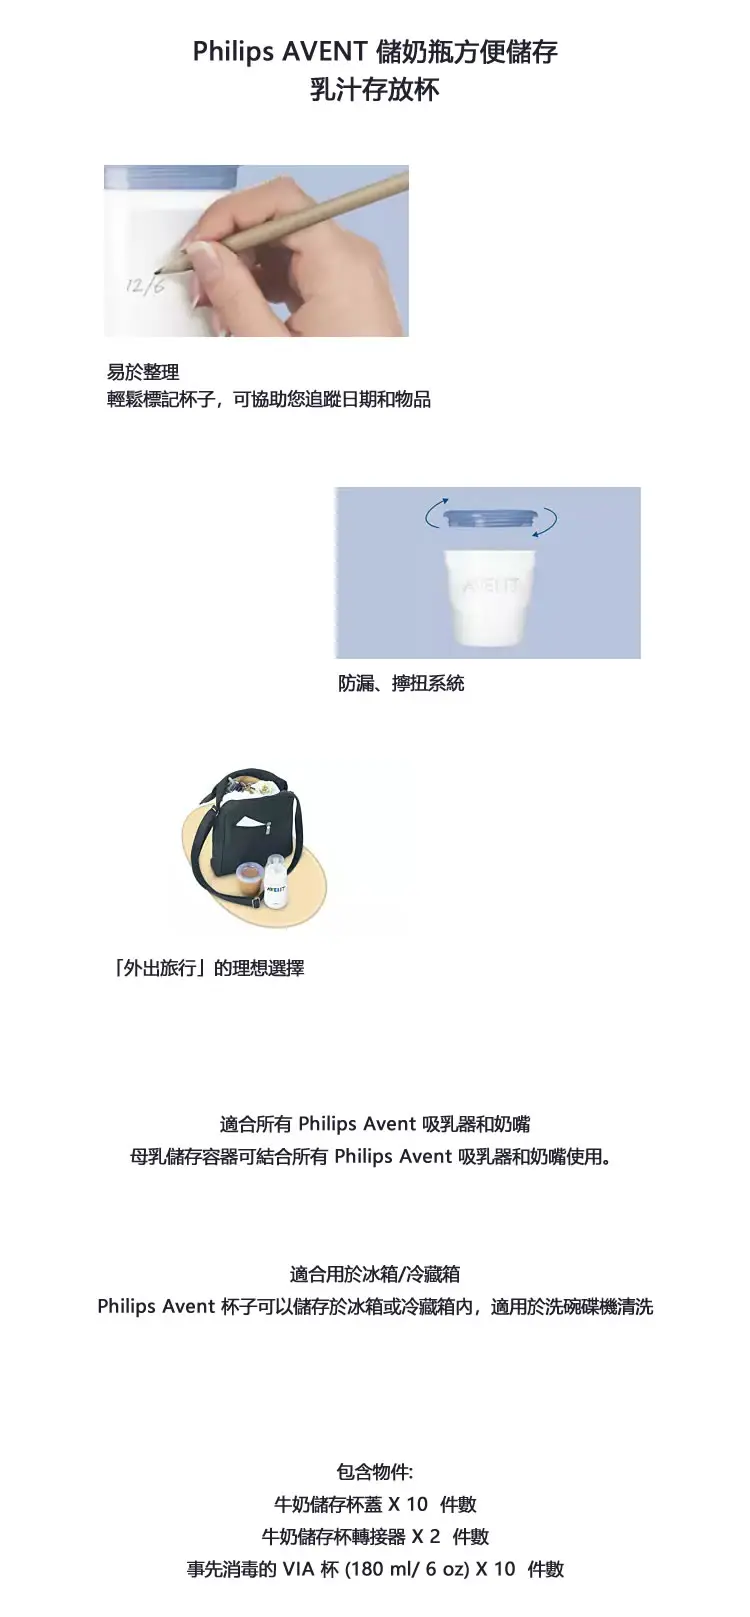 Philips AVENT 儲奶瓶方便儲存
乳汁存放杯
12/6
易於整理
輕鬆標記杯子，可協助您追蹤日期和物品
AVENT
防漏、擰扭系統
AVENT
「外出旅行」的理想選擇
適合所有 Philips Avent 吸乳器和奶嘴
母乳儲存容器可結合所有 Philips Avent 吸乳器和奶嘴使用。
適合用於冰箱/冷藏箱
Philips Avent 杯子可以儲存於冰箱或冷藏箱內，適用於洗碗碟機清洗
包含物件:
牛奶儲存杯蓋 X 10 件數
牛奶儲存杯轉接器 X 2 件數
事先消毒的 VIA 杯 (180 ml/ 6 oz) X 10 件數